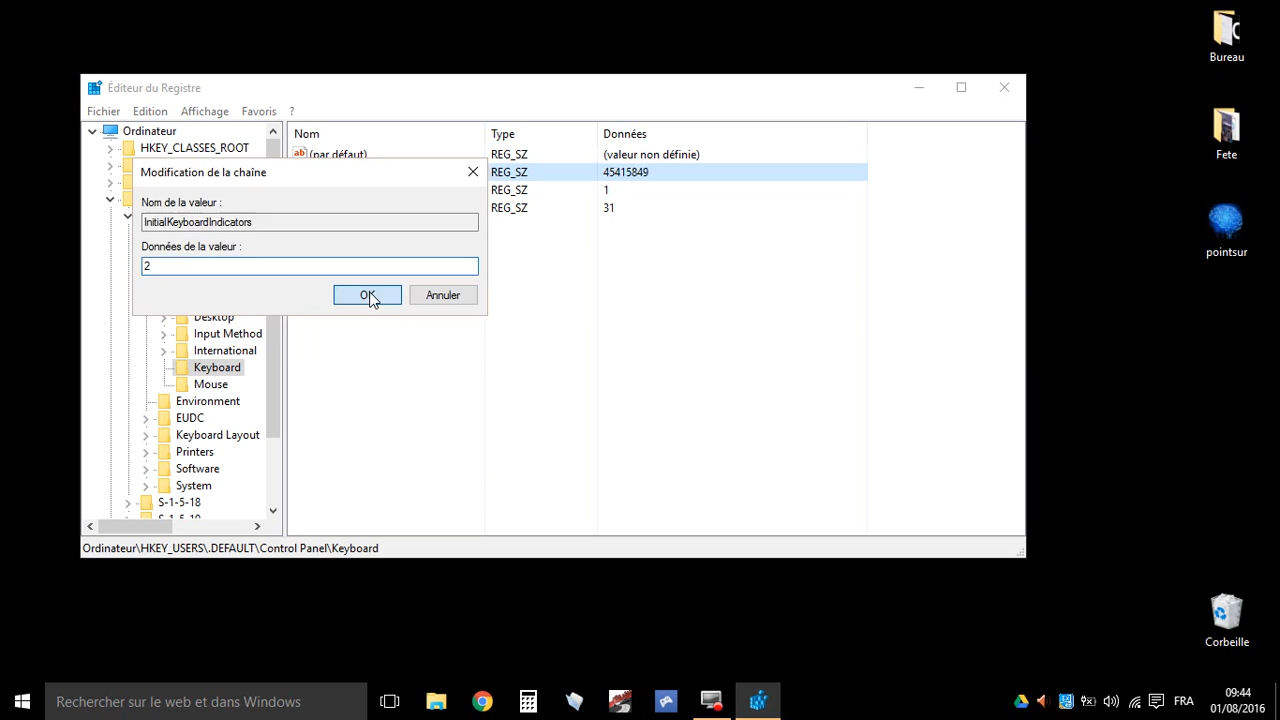 Bureau
Fete
pointsur
Corbeille
Éditeur du Registre
Fichier Edition Affichage Favoris ?
Ordinateur
HKEY_CLASSES_ROOT
Nom Type Données
(par défaut) REG_SZ (valeur non définie)
REG_SZ 45415849
REG_SZ 1
REG_SZ 31
Modification de la chaîne
Nom de la valeur :
InitialKeyboardIndicators
Données de la valeur :
2
OK Annuler
Desktop
Input Method
International
Keyboard
Mouse
Environment
EUDC
Keyboard Layout
Printers
Software
System
S-1-5-18
Ordinateur\HKEY_USERS\.DEFAULT\Control Panel\Keyboard
Rechercher sur le web et dans Windows
FRA
09:44
01/08/2016